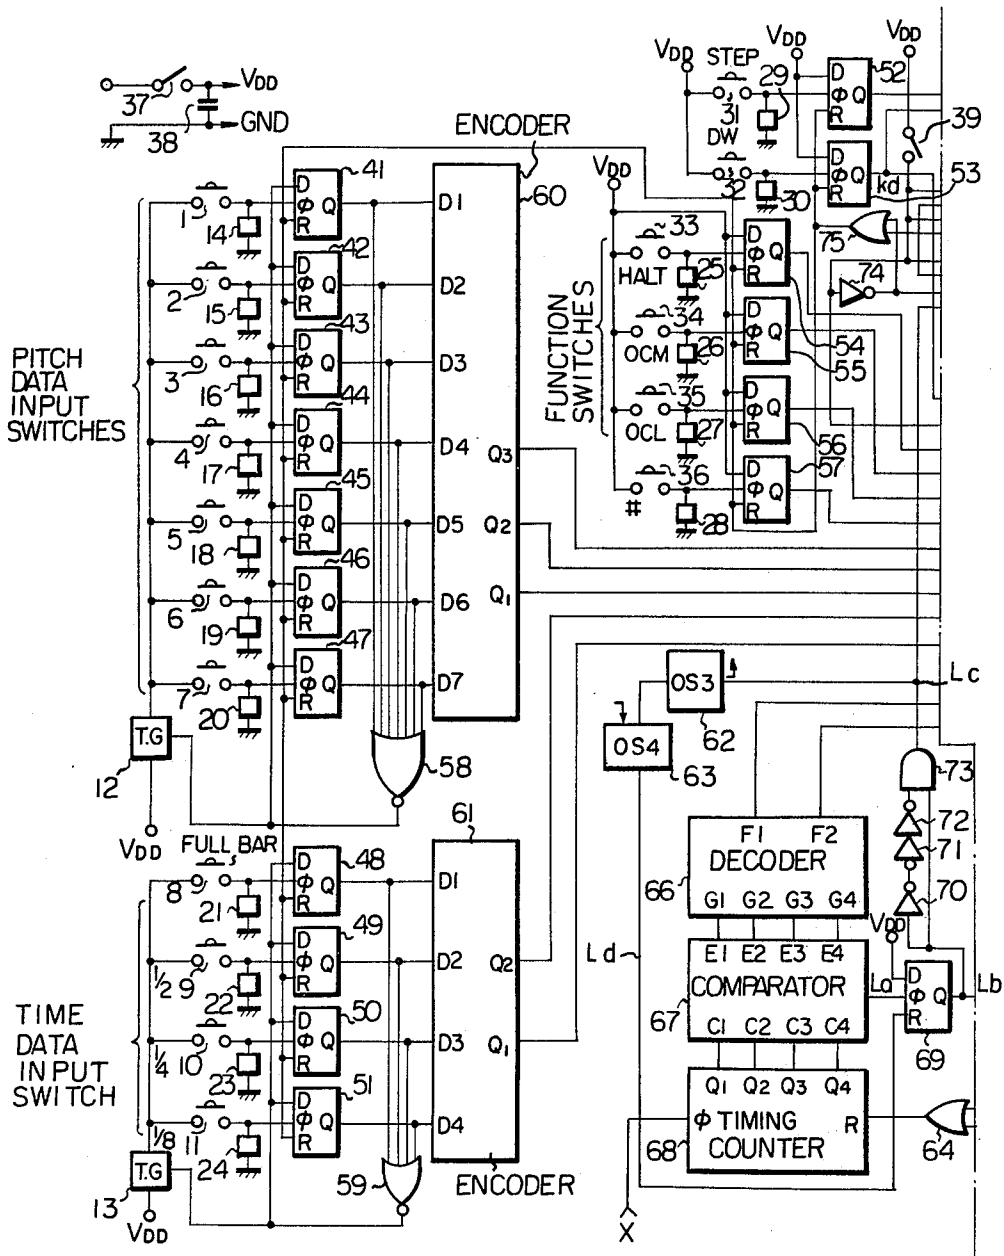 VDD
GND
37
38
ENCODER
60
PITCH
DATA
INPUT
SWITCHES
1
14
D
Φ Q
R
41
D1
2
15
D
Φ Q
R
42
D2
3
16
D
Φ Q
R
43
D3
4
17
D
Φ Q
R
44
D4
5
18
D
Φ Q
R
45
D5
6
19
D
Φ Q
R
46
D6
7
20
D
Φ Q
R
47
D7
Q3
Q2
Q1
T.G
12
VDD
58
VDD
STEP
31
29
VDD
D
Φ Q
R
52
VDD
39
DW
32
30
D
Φ Q
R
kd
53
75
74
VDD
FUNCTION
SWITCHES
33
HALT
25
D
Φ Q
R
54
34
OCM
26
D
Φ Q
R
55
35
OCL
27
D
Φ Q
R
56
36
#
28
D
Φ Q
R
57
OS3
62
OS4
63
Lc
73
72
71
70
FULL BAR
8
21
D
Φ Q
R
48
D1
61
TIME
DATA
INPUT
SWITCH
1/2 9
22
D
Φ Q
R
49
D2
1/4 10
23
D
Φ Q
R
50
D3
1/8 11
24
D
Φ Q
R
51
D4
Q2
Q1
ENCODER
T.G
13
VDD
59
Ld
F1 F2
DECODER
66
G1 G2 G3 G4
E1 E2 E3 E4
COMPARATOR
67
C1 C2 C3 C4
Q1 Q2 Q3 Q4
Φ TIMING
COUNTER
R
68
X
VDD
La
D
Φ Q
R
Lb
69
64